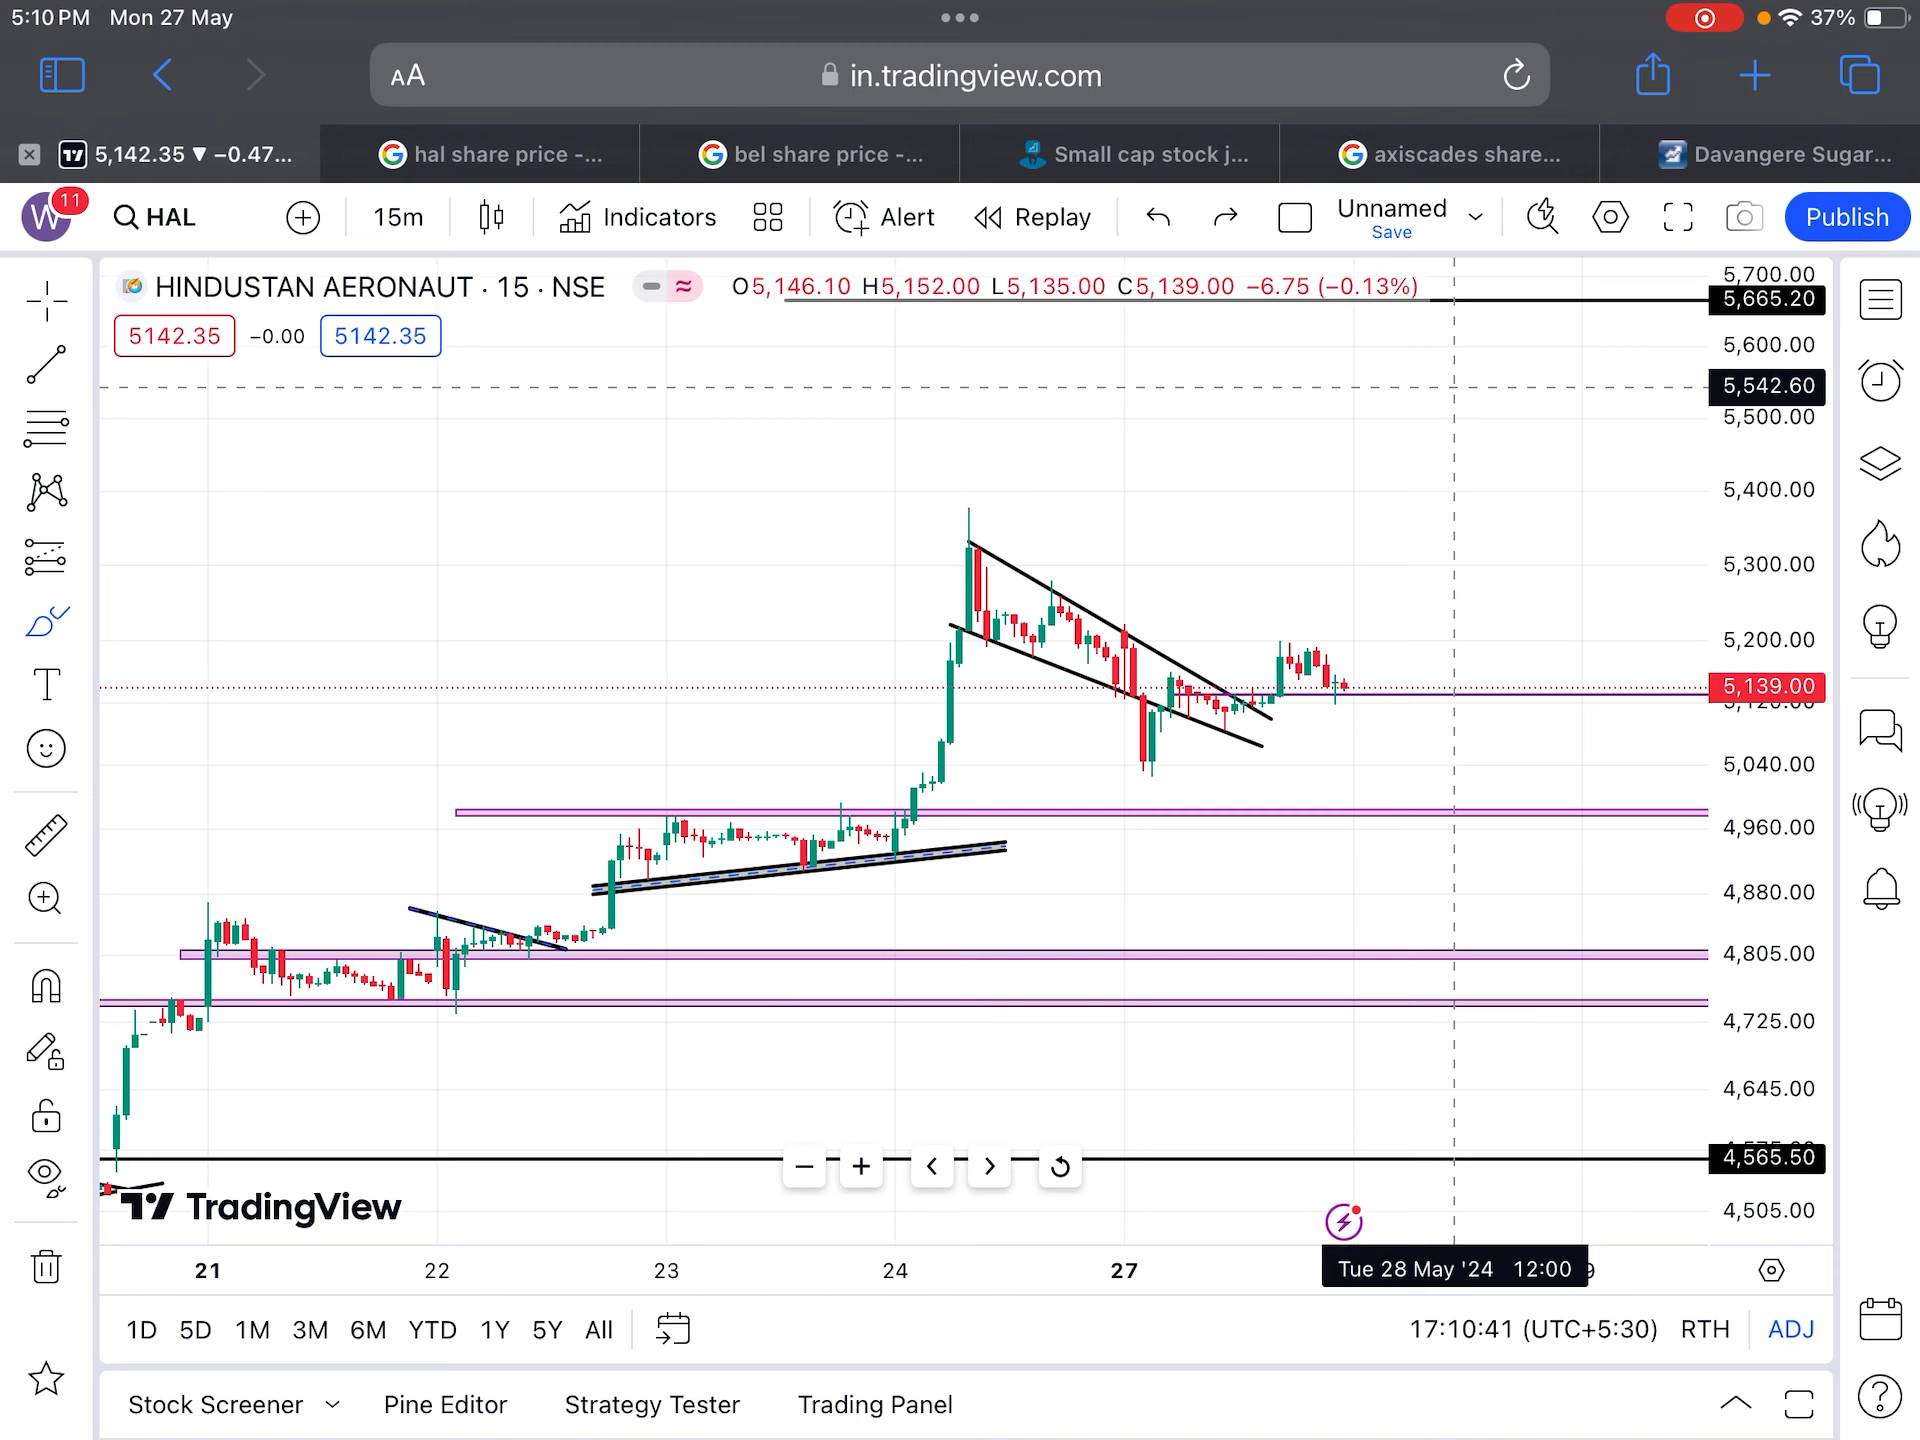 5:10 PM Mon 27 May
37%
AA in.tradingview.com
5,142.35 ▼ −0.47...
hal share price -...
bel share price -...
Small cap stock j...
axiscades share...
Davangere Sugar...
W 11
HAL
15m
Indicators
Alert
Replay
Unnamed
Save
Publish
HINDUSTAN AERONAUT · 15 · NSE
O5,146.10 H5,152.00 L5,135.00 C5,139.00 −6.75 (−0.13%)
5142.35 −0.00 5142.35
5,700.00
5,665.20
5,600.00
5,542.60
5,500.00
5,400.00
5,300.00
5,200.00
5,139.00
5,040.00
4,960.00
4,880.00
4,805.00
4,725.00
4,645.00
4,565.50
4,505.00
TradingView
21 22 23 24 27
Tue 28 May '24 12:00
1D 5D 1M 3M 6M YTD 1Y 5Y All
17:10:41 (UTC+5:30) RTH ADJ
Stock Screener Pine Editor Strategy Tester Trading Panel